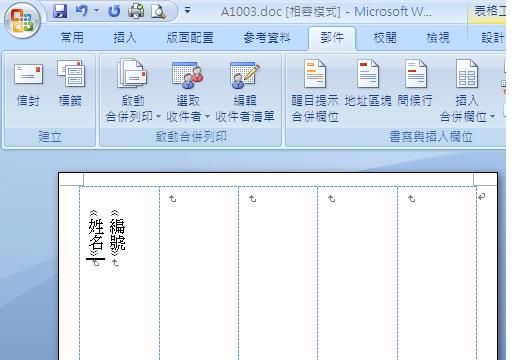 A1003.doc [相容模式] - Microsoft W...
表格工
常用 插入 版面配置 參考資料 郵件 校閱 檢視 設計
信封 標籤
建立
啟動合併列印 選取收件者 編輯收件者清單
啟動合併列印
醒目提示合併欄位 地址區塊 問候行 插入合併欄位
書寫與插入欄位
«編號»
«姓名»